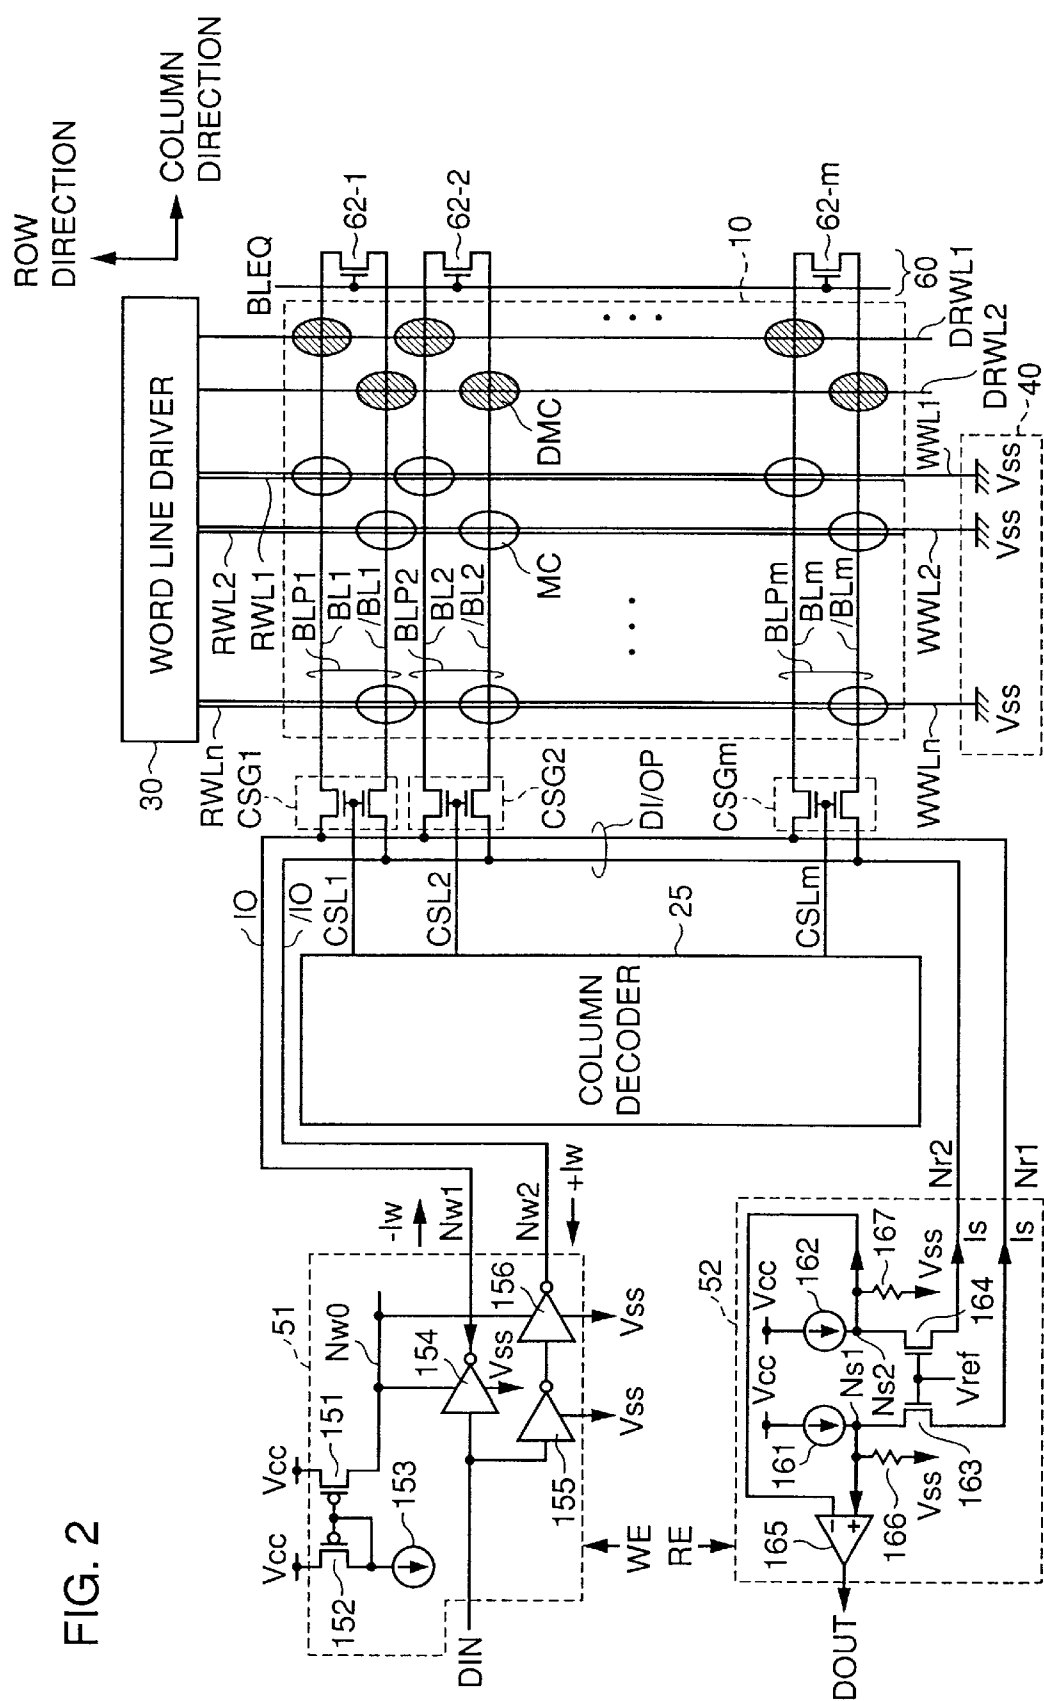 FIG. 2
ROW
DIRECTION
COLUMN
DIRECTION
WORD LINE DRIVER
30
RWLn
RWL2
RWL1
BLEQ
62-1
62-2
62-m
60
10
CSG1
CSG2
CSGm
BLP1
BL1
/BL1
BLP2
BL2
/BL2
BLPm
BLm
/BLm
MC
DMC
DRWL1
DRWL2
WWL1
WWL2
WWLn
40
Vss
Vss
Vss
DI/OP
IO
/IO
CSL1
CSL2
CSLm
25
COLUMN
DECODER
51
Vcc
Vcc
151
152
153
Nw0
154
155
156
Vss
Vss
Vss
-Iw
Nw1
Nw2
+Iw
DIN
WE
RE
52
Vcc
Vcc
161
162
Ns1
Ns2
163
164
Vref
165
166
167
Vss
Vss
Nr2
Nr1
Is
Is
-
+
DOUT